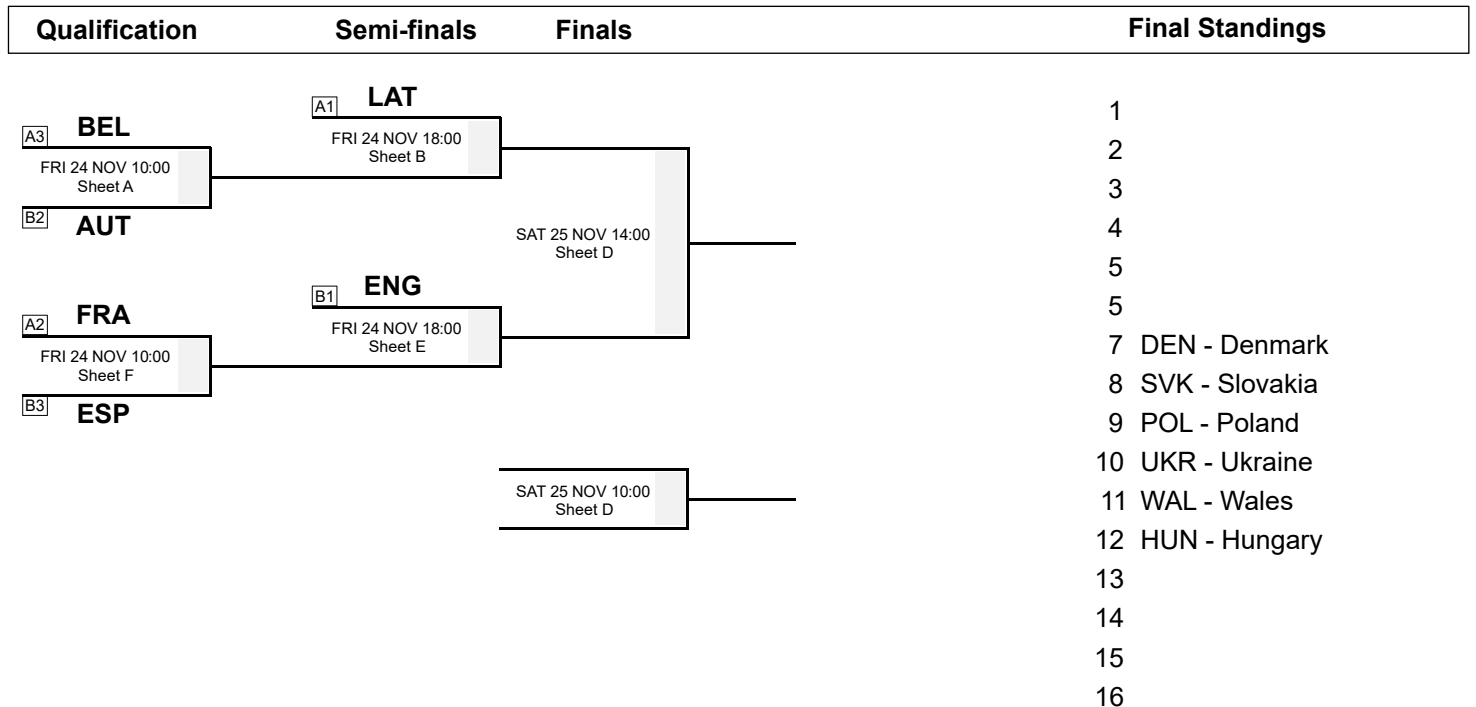 Qualification Semi-finals Finals Final Standings
A1 LAT
FRI 24 NOV 18:00
Sheet B
A3 BEL
FRI 24 NOV 10:00
Sheet A
B2 AUT
SAT 25 NOV 14:00
Sheet D
B1 ENG
FRI 24 NOV 18:00
Sheet E
A2 FRA
FRI 24 NOV 10:00
Sheet F
B3 ESP
SAT 25 NOV 10:00
Sheet D
1
2
3
4
5
5
7 DEN - Denmark
8 SVK - Slovakia
9 POL - Poland
10 UKR - Ukraine
11 WAL - Wales
12 HUN - Hungary
13
14
15
16